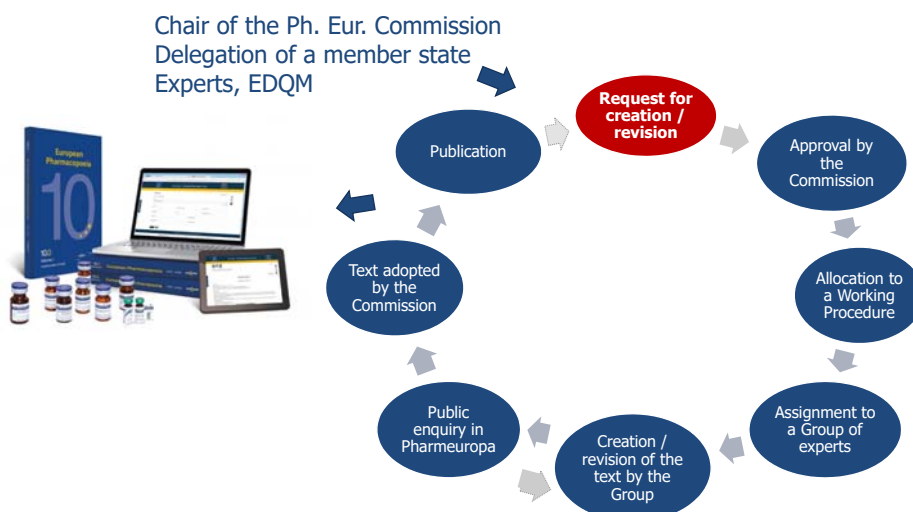 Chair of the Ph. Eur. Commission
Delegation of a member state
Experts, EDQM
Request for
creation /
revision
Publication
Approval by
the
Commission
European
Pharmacopoeia
10
Text adopted
by the
Commission
Allocation to
a Working
Procedure
Public
enquiry in
Pharmeuropa
Assignment to
a Group of
experts
Creation /
revision of the
text by the
Group